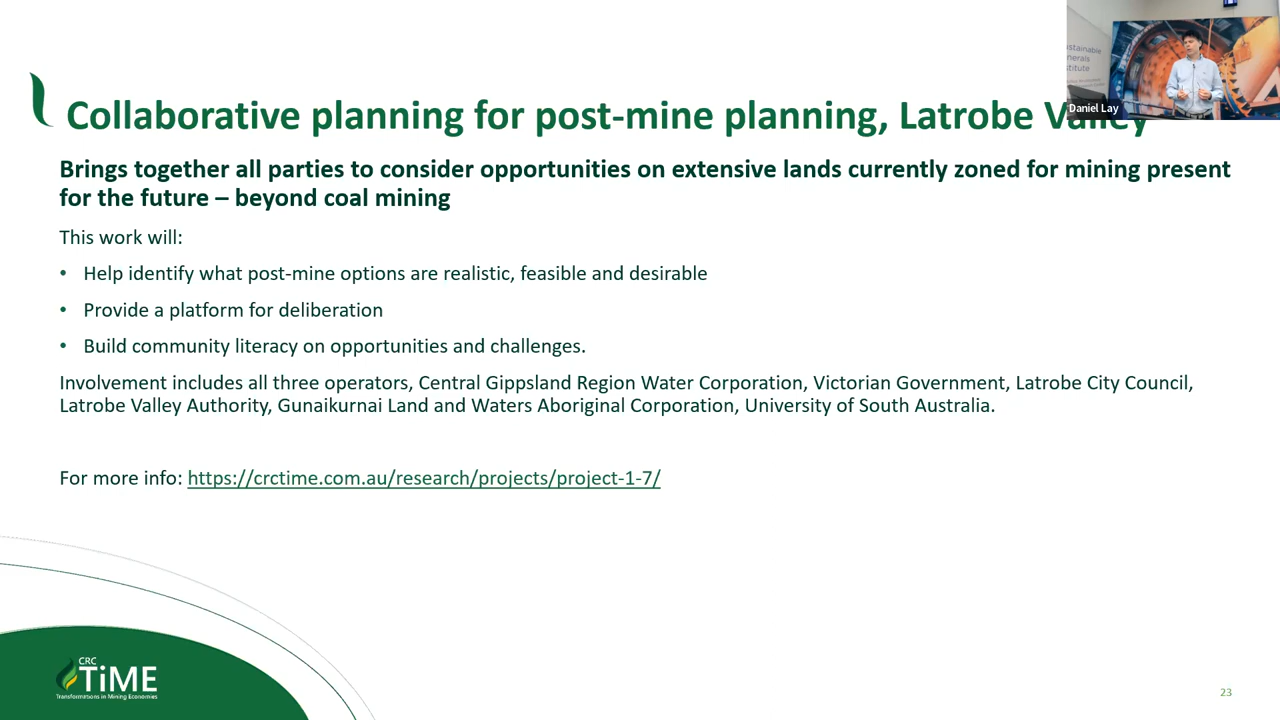 Collaborative planning for post-mine planning, Latrobe Valley
Daniel Lay
Brings together all parties to consider opportunities on extensive lands currently zoned for mining present
for the future – beyond coal mining
This work will:
• Help identify what post-mine options are realistic, feasible and desirable
• Provide a platform for deliberation
• Build community literacy on opportunities and challenges.
Involvement includes all three operators, Central Gippsland Region Water Corporation, Victorian Government, Latrobe City Council,
Latrobe Valley Authority, Gunaikurnai Land and Waters Aboriginal Corporation, University of South Australia.
For more info: https://crctime.com.au/research/projects/project-1-7/
CRC
TiME
Transformations in Mining Economies
23